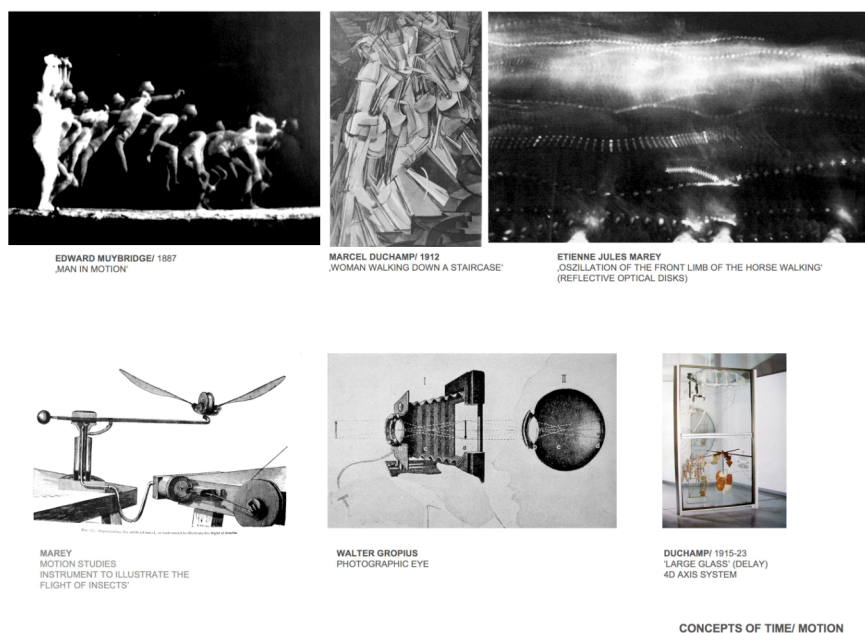 EDWARD MUYBRIDGE/ 1887
‚MAN IN MOTION'
MARCEL DUCHAMP/ 1912
‚WOMAN WALKING DOWN A STAIRCASE'
ETIENNE JULES MAREY
‚OSZILLATION OF THE FRONT LIMB OF THE HORSE WALKING'
(REFLECTIVE OPTICAL DISKS)
I
II
MAREY
MOTION STUDIES
INSTRUMENT TO ILLUSTRATE THE
FLIGHT OF INSECTS'
WALTER GROPIUS
PHOTOGRAPHIC EYE
DUCHAMP/ 1915-23
'LARGE GLASS' (DELAY)
4D AXIS SYSTEM
CONCEPTS OF TIME/ MOTION